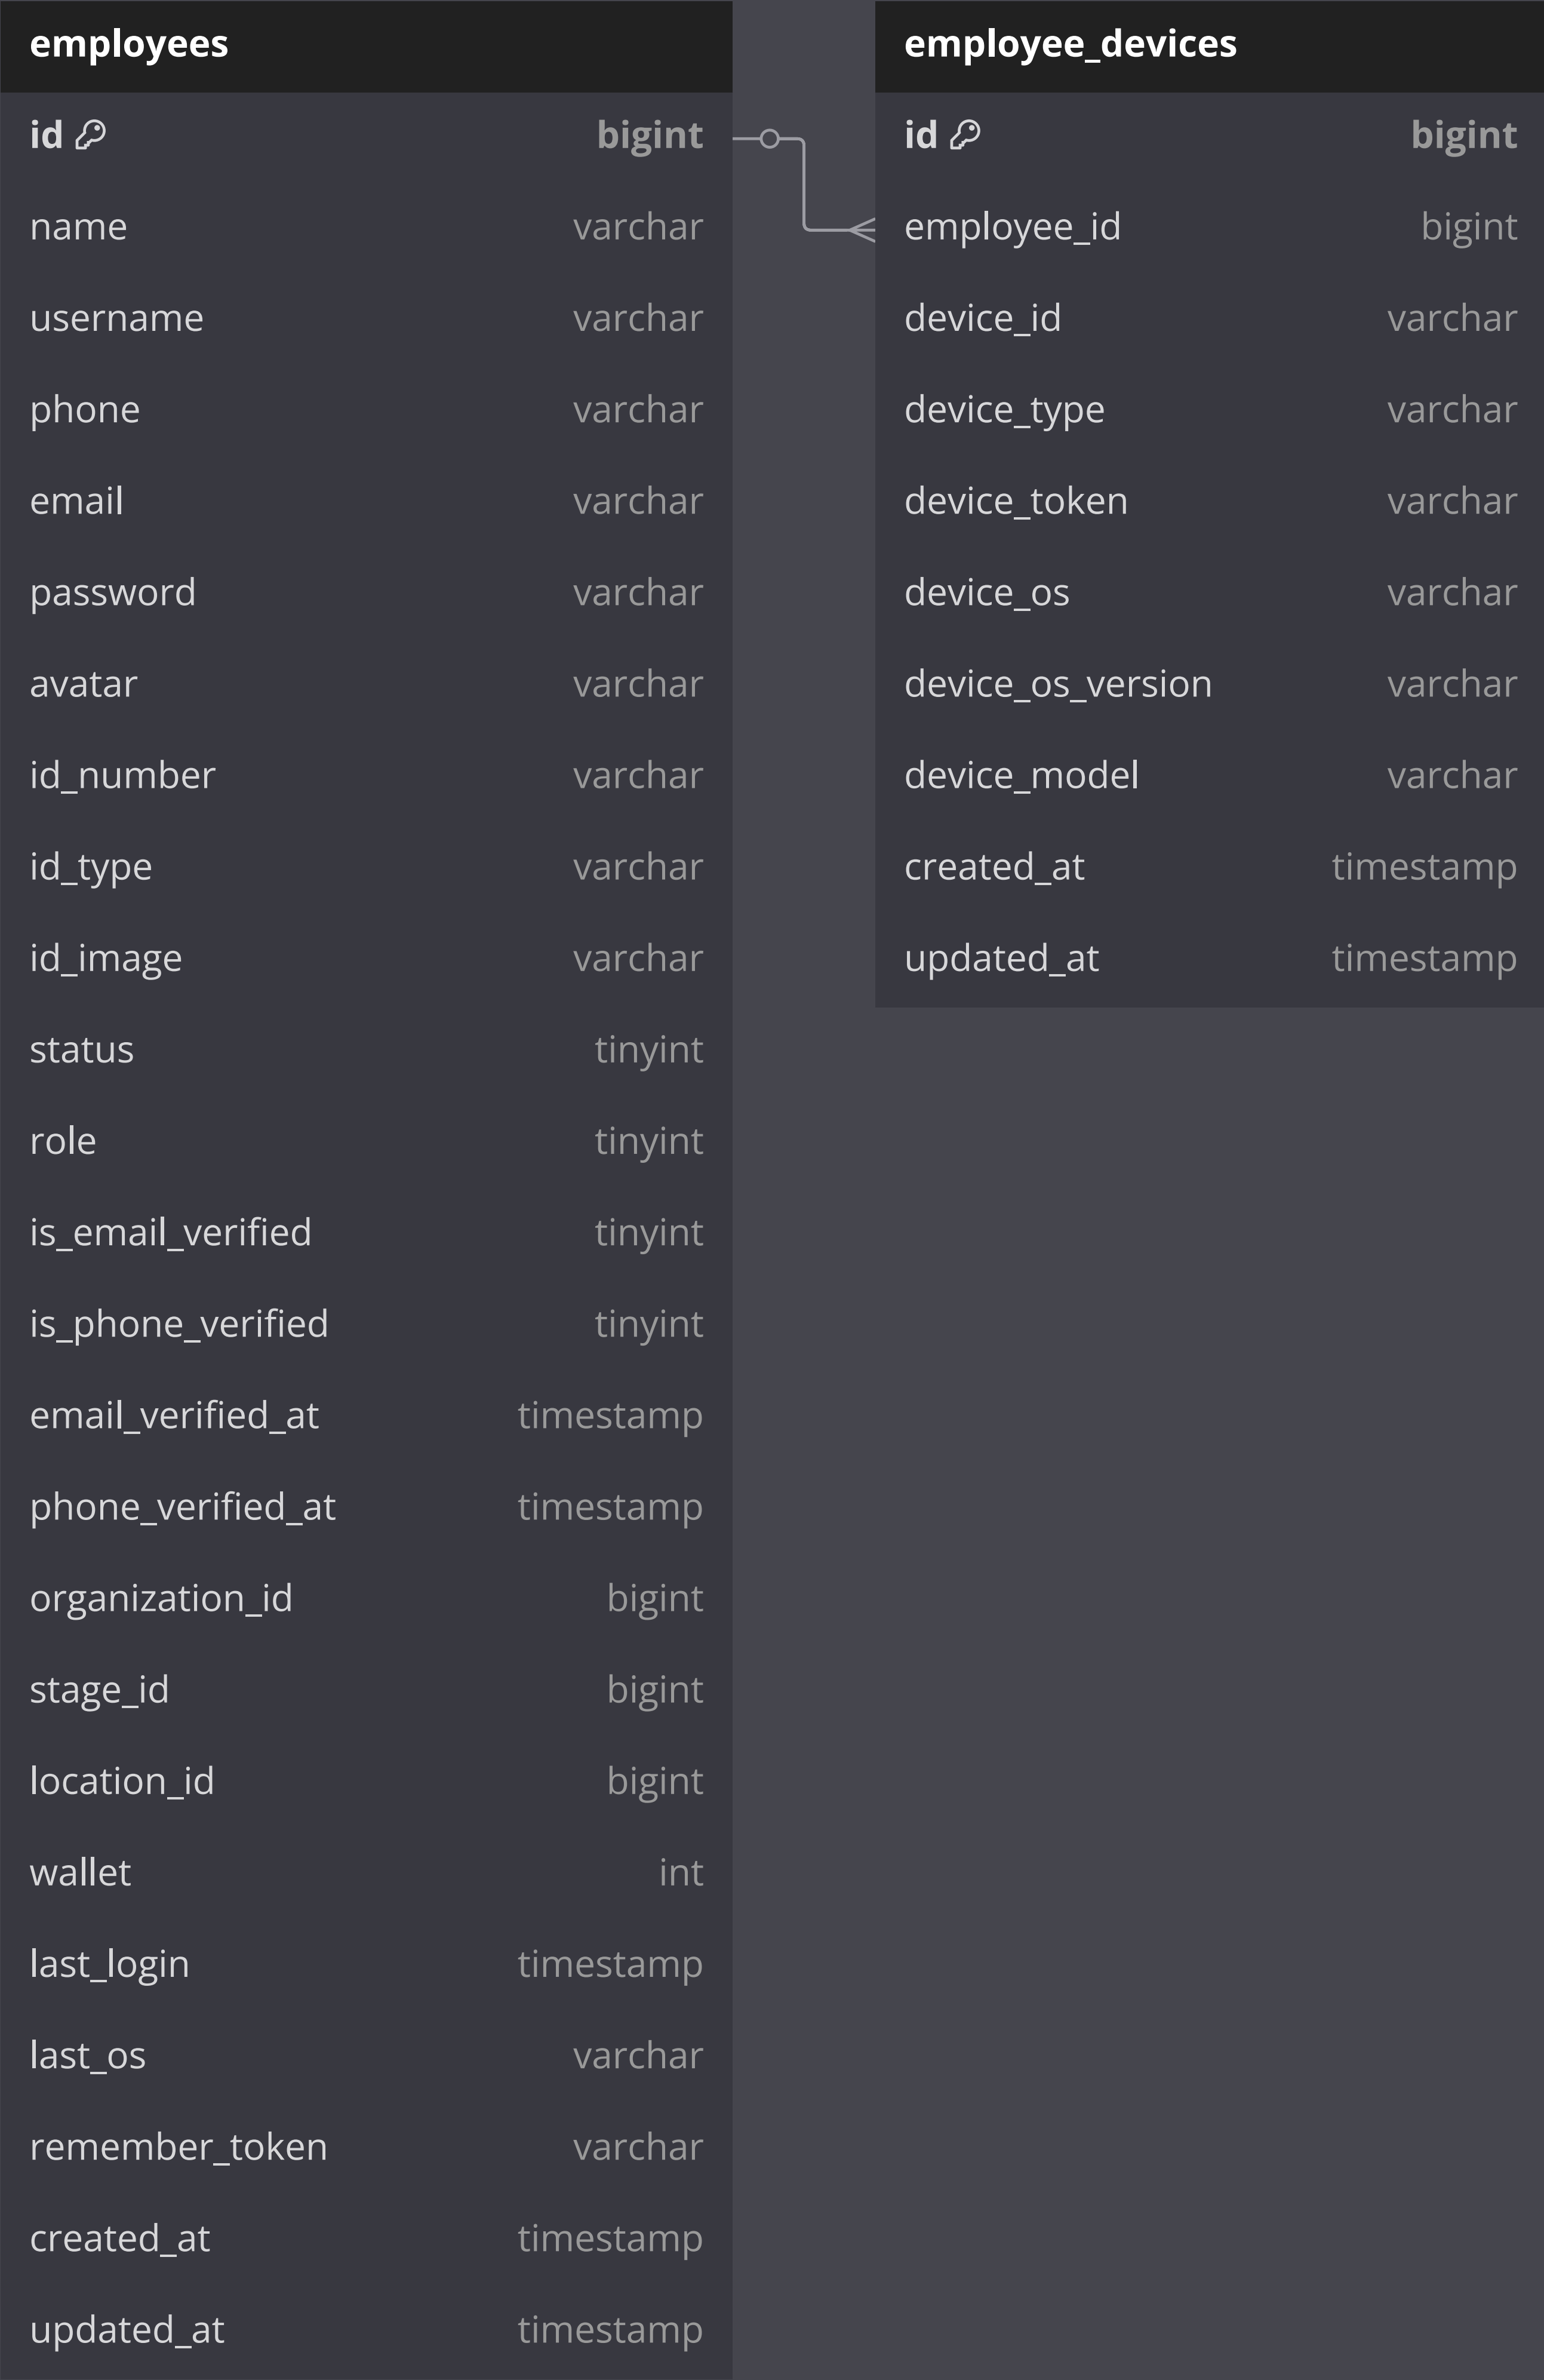 employees
id bigint
name varchar
username varchar
phone varchar
email varchar
password varchar
avatar varchar
id_number varchar
id_type varchar
id_image varchar
status tinyint
role tinyint
is_email_verified tinyint
is_phone_verified tinyint
email_verified_at timestamp
phone_verified_at timestamp
organization_id bigint
stage_id bigint
location_id bigint
wallet int
last_login timestamp
last_os varchar
remember_token varchar
created_at timestamp
updated_at timestamp
employee_devices
id bigint
employee_id bigint
device_id varchar
device_type varchar
device_token varchar
device_os varchar
device_os_version varchar
device_model varchar
created_at timestamp
updated_at timestamp